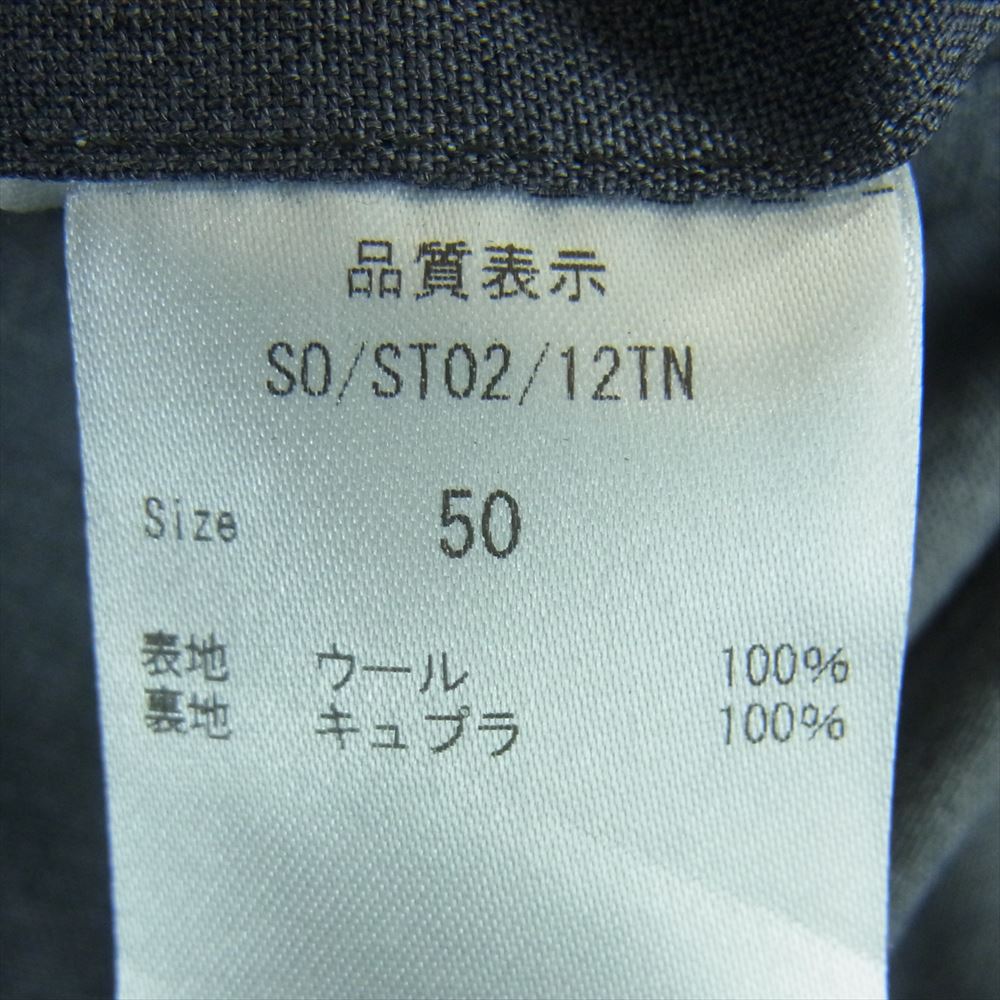 品質表示
SO/ST02/12TN
Size 50
表地 ウール 100%
裏地 キュプラ 100%